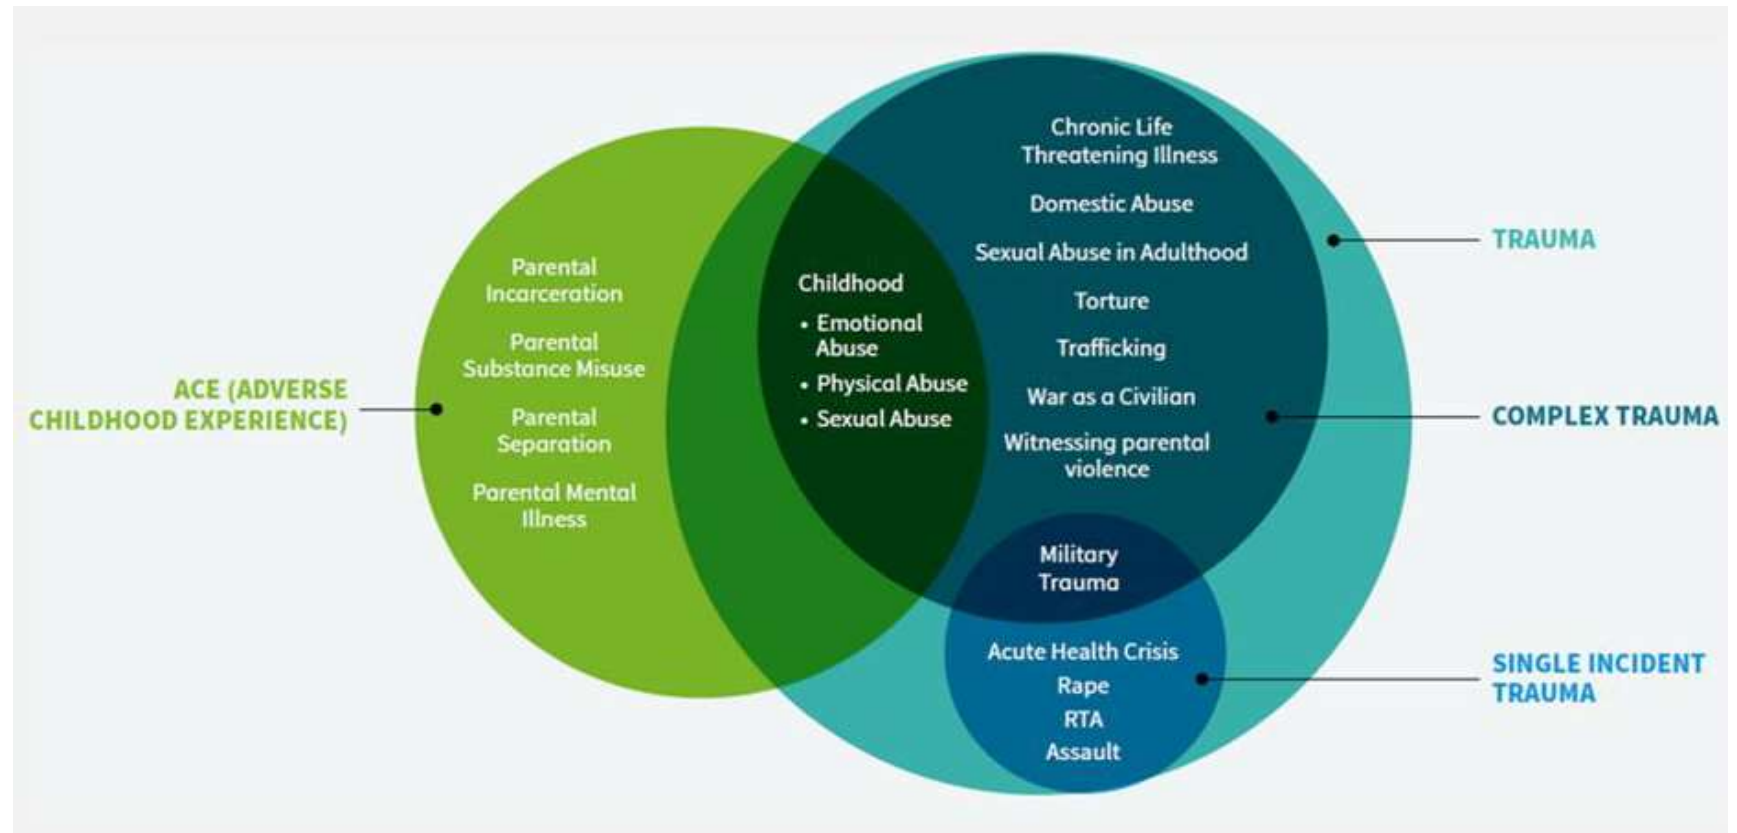 ACE (ADVERSE
CHILDHOOD EXPERIENCE)
Parental
Incarceration
Parental
Substance Misuse
Parental
Separation
Parental Mental
Illness
Childhood
• Emotional
Abuse
• Physical Abuse
• Sexual Abuse
Chronic Life
Threatening Illness
Domestic Abuse
Sexual Abuse in Adulthood
Torture
Trafficking
War as a Civilian
Witnessing parental
violence
Military
Trauma
Acute Health Crisis
Rape
RTA
Assault
TRAUMA
COMPLEX TRAUMA
SINGLE INCIDENT
TRAUMA